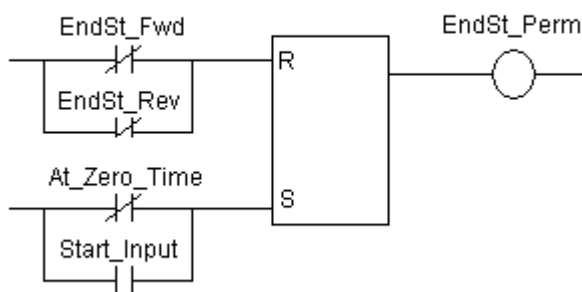 EndSt_Fwd
EndSt_Perm
R
EndSt_Rev
At_Zero_Time
S
Start_Input